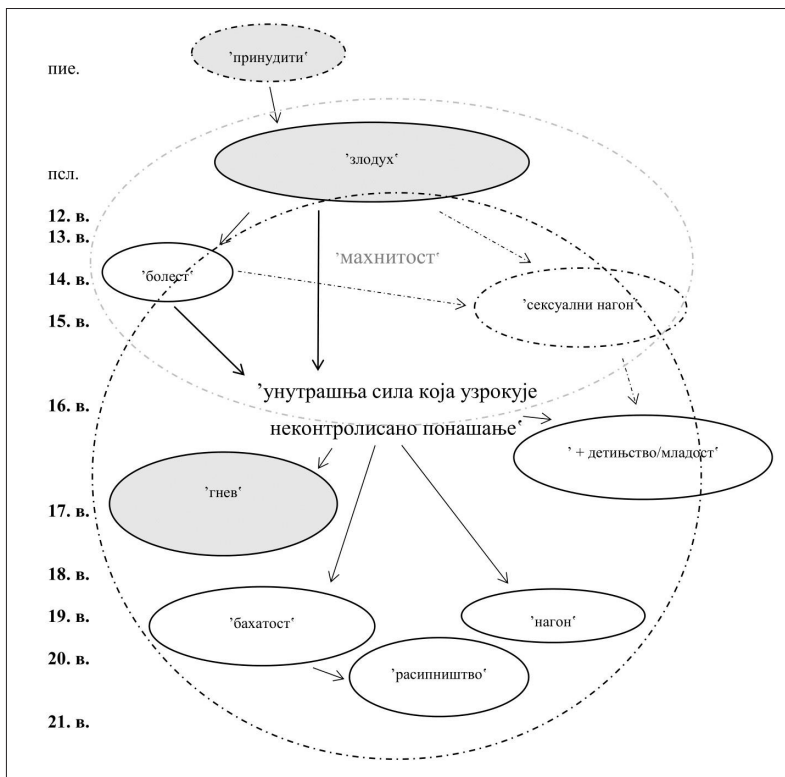 ’принудити‘
пие.
’злодух‘
псл.
12. в.
13. в.
’махнитост‘
14. в.
’болест‘
’сексуални нагон‘
15. в.
’унутрашња сила која узрокује
16. в.
неконтролисано понашање‘
’ + детињство/младост‘
’гнев‘
17. в.
18. в.
19. в.
’бахатост‘
’нагон‘
20. в.
’расипништво‘
21. в.